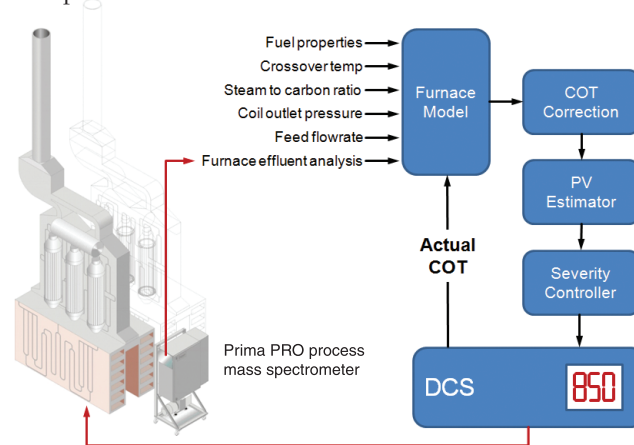 Fuel properties
Crossover temp
Steam to carbon ratio
Coil outlet pressure
Feed flowrate
Furnace effluent analysis
Furnace
Model
COT
Correction
PV
Estimator
Severity
Controller
Actual
COT
Prima PRO process
mass spectrometer
DCS
850